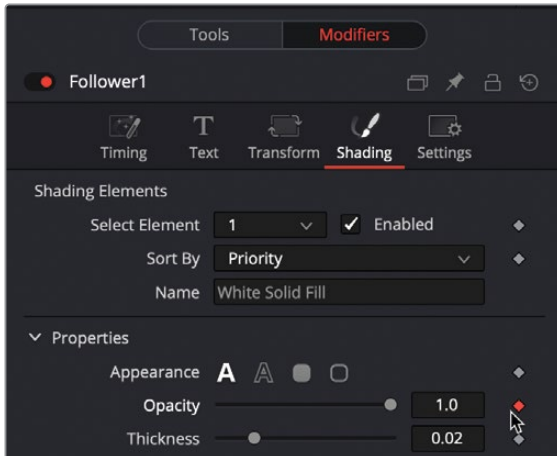 Tools Modifiers
Follower1
Timing Text Transform Shading Settings
Shading Elements
Select Element 1 Enabled
Sort By Priority
Name White Solid Fill
Properties
Appearance A A
Opacity 1.0
Thickness 0.02